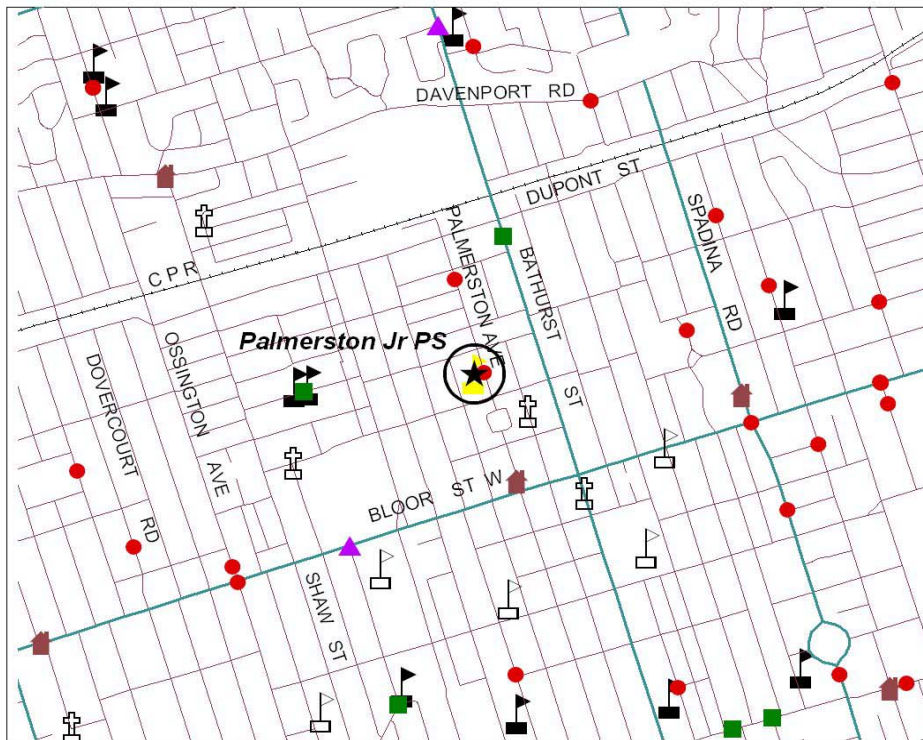 DAVENPORT RD
DUPONT ST
PALMERSTON AVE
SPADINA RD
BATHURST ST
CPR
Palmerston Jr PS
OSSINGTON AVE
DOVERCOURT RD
BLOOR ST W
SHAW ST